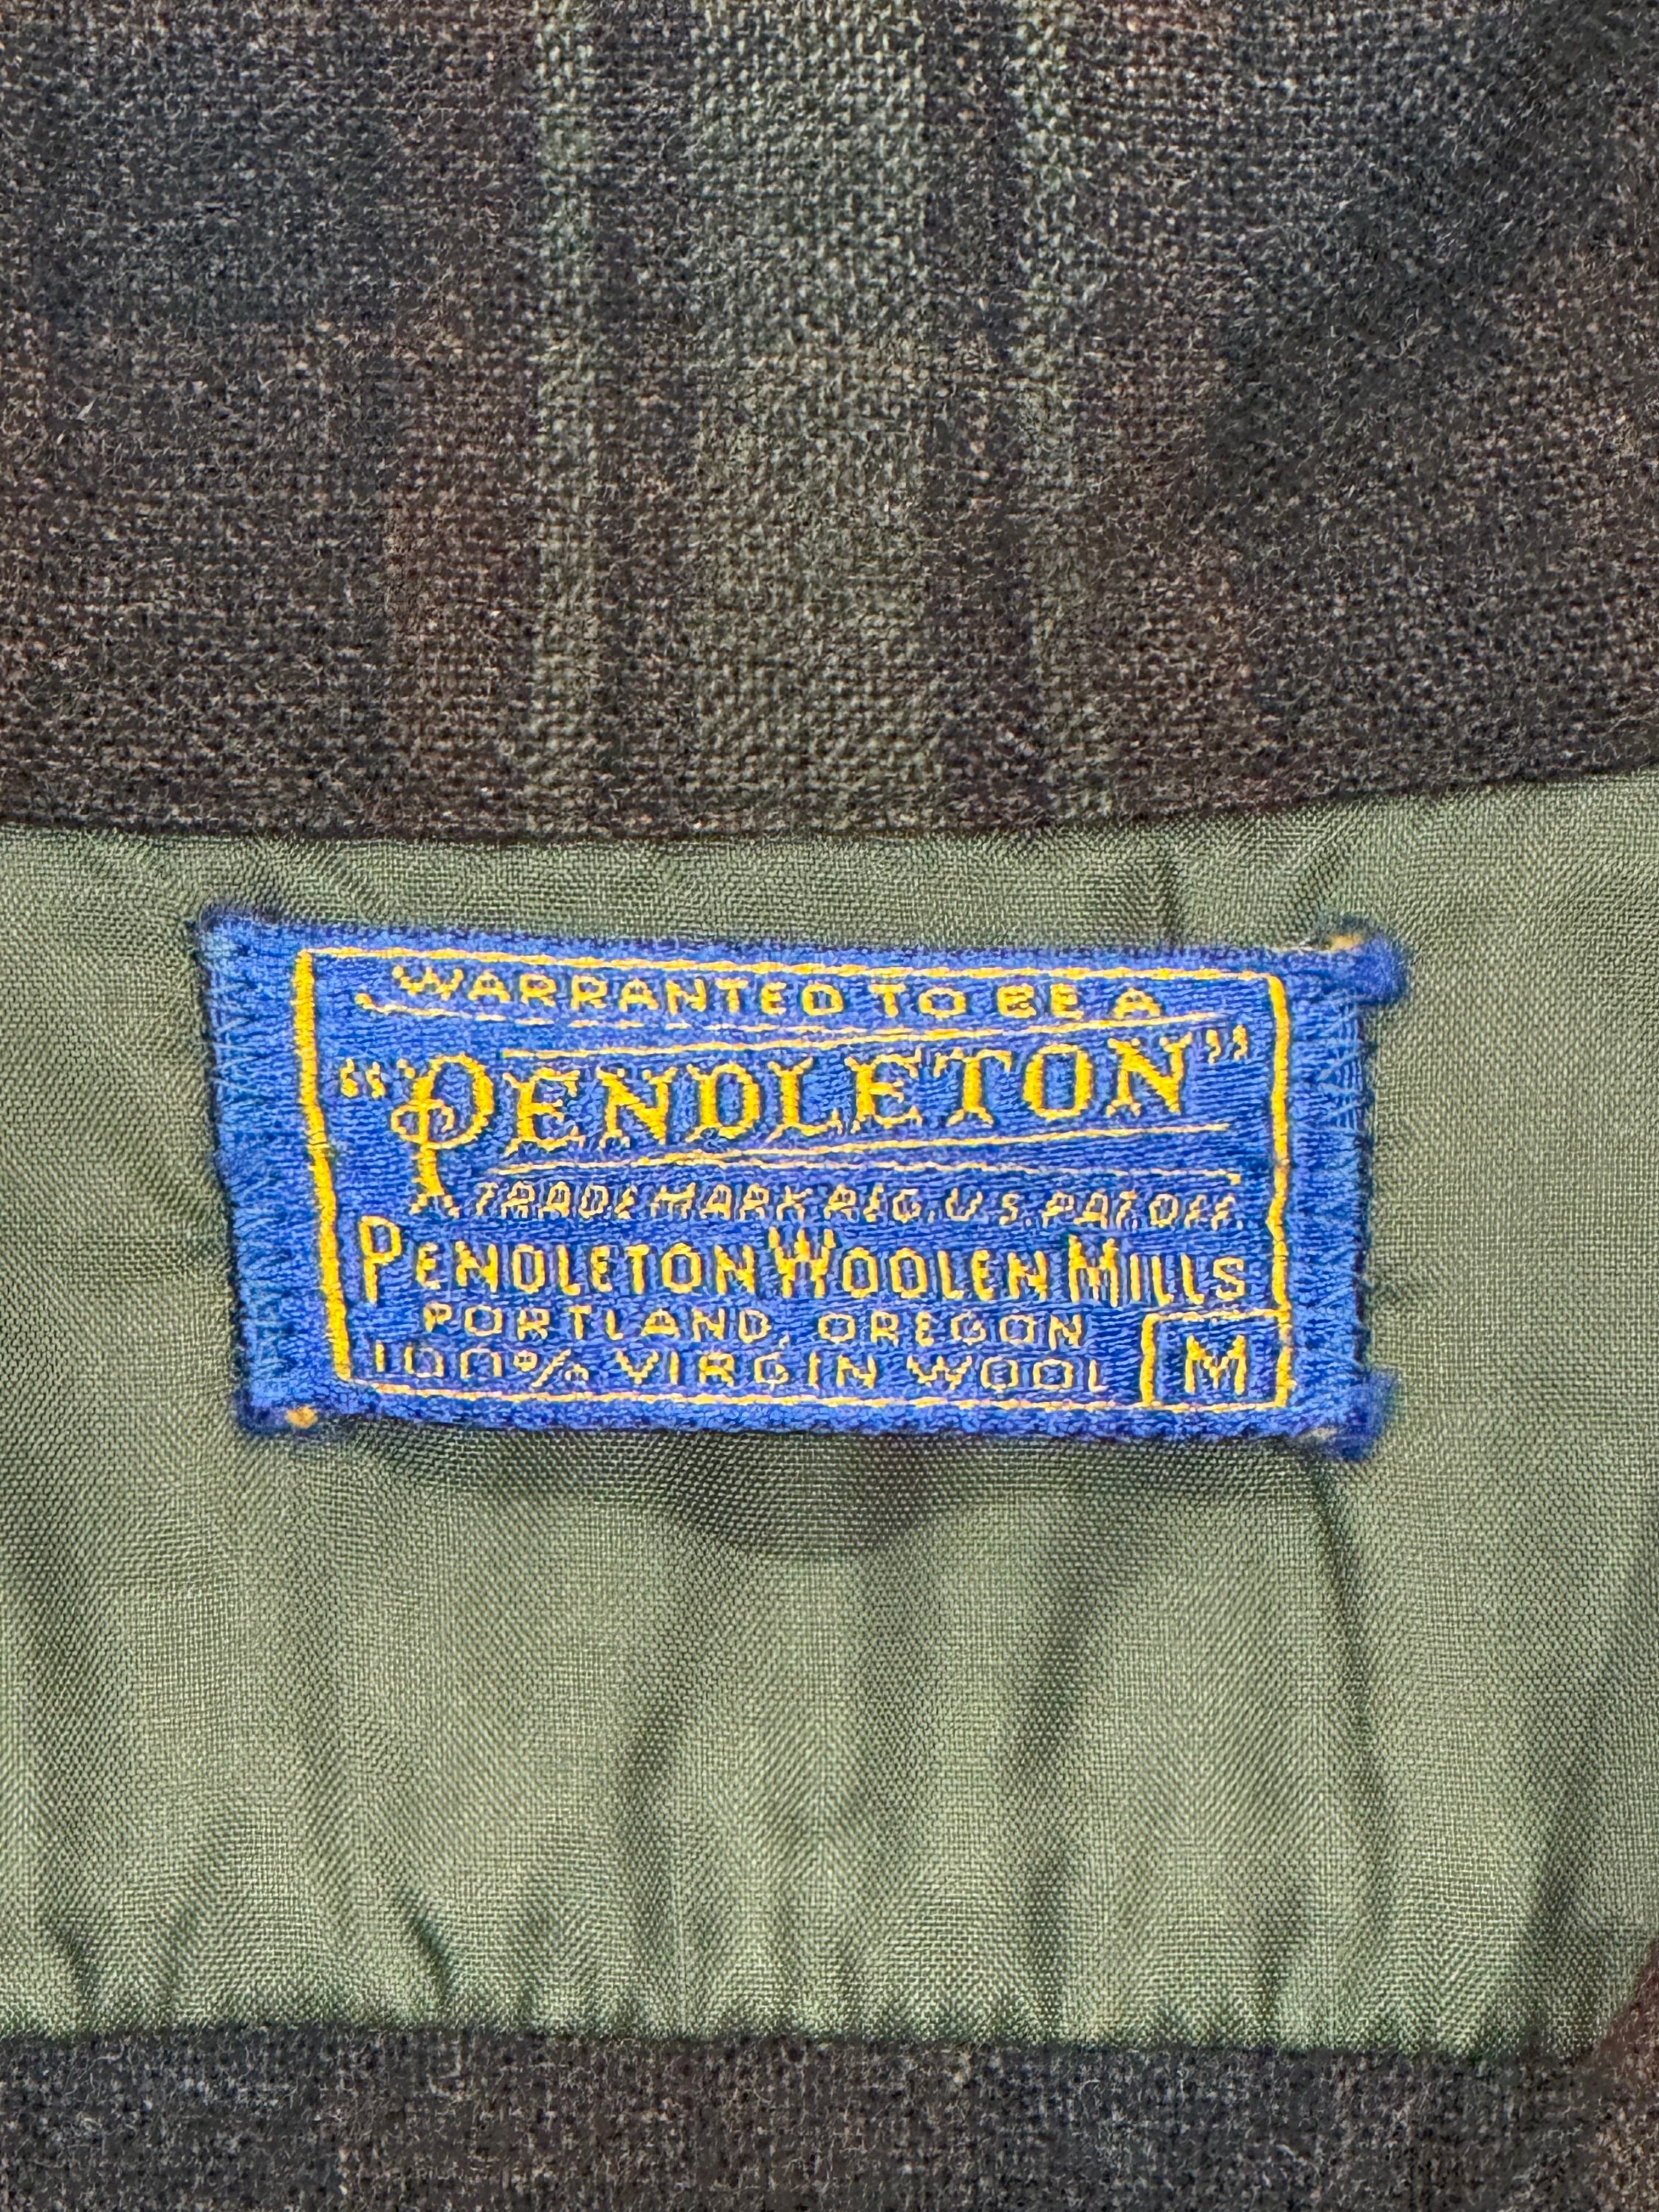 WARRANTED TO BE A
"PENDLETON"
TRADE MARK REG. U.S. PAT. OFF.
PENDLETON WOOLEN MILLS
PORTLAND, OREGON
100% VIRGIN WOOL
M